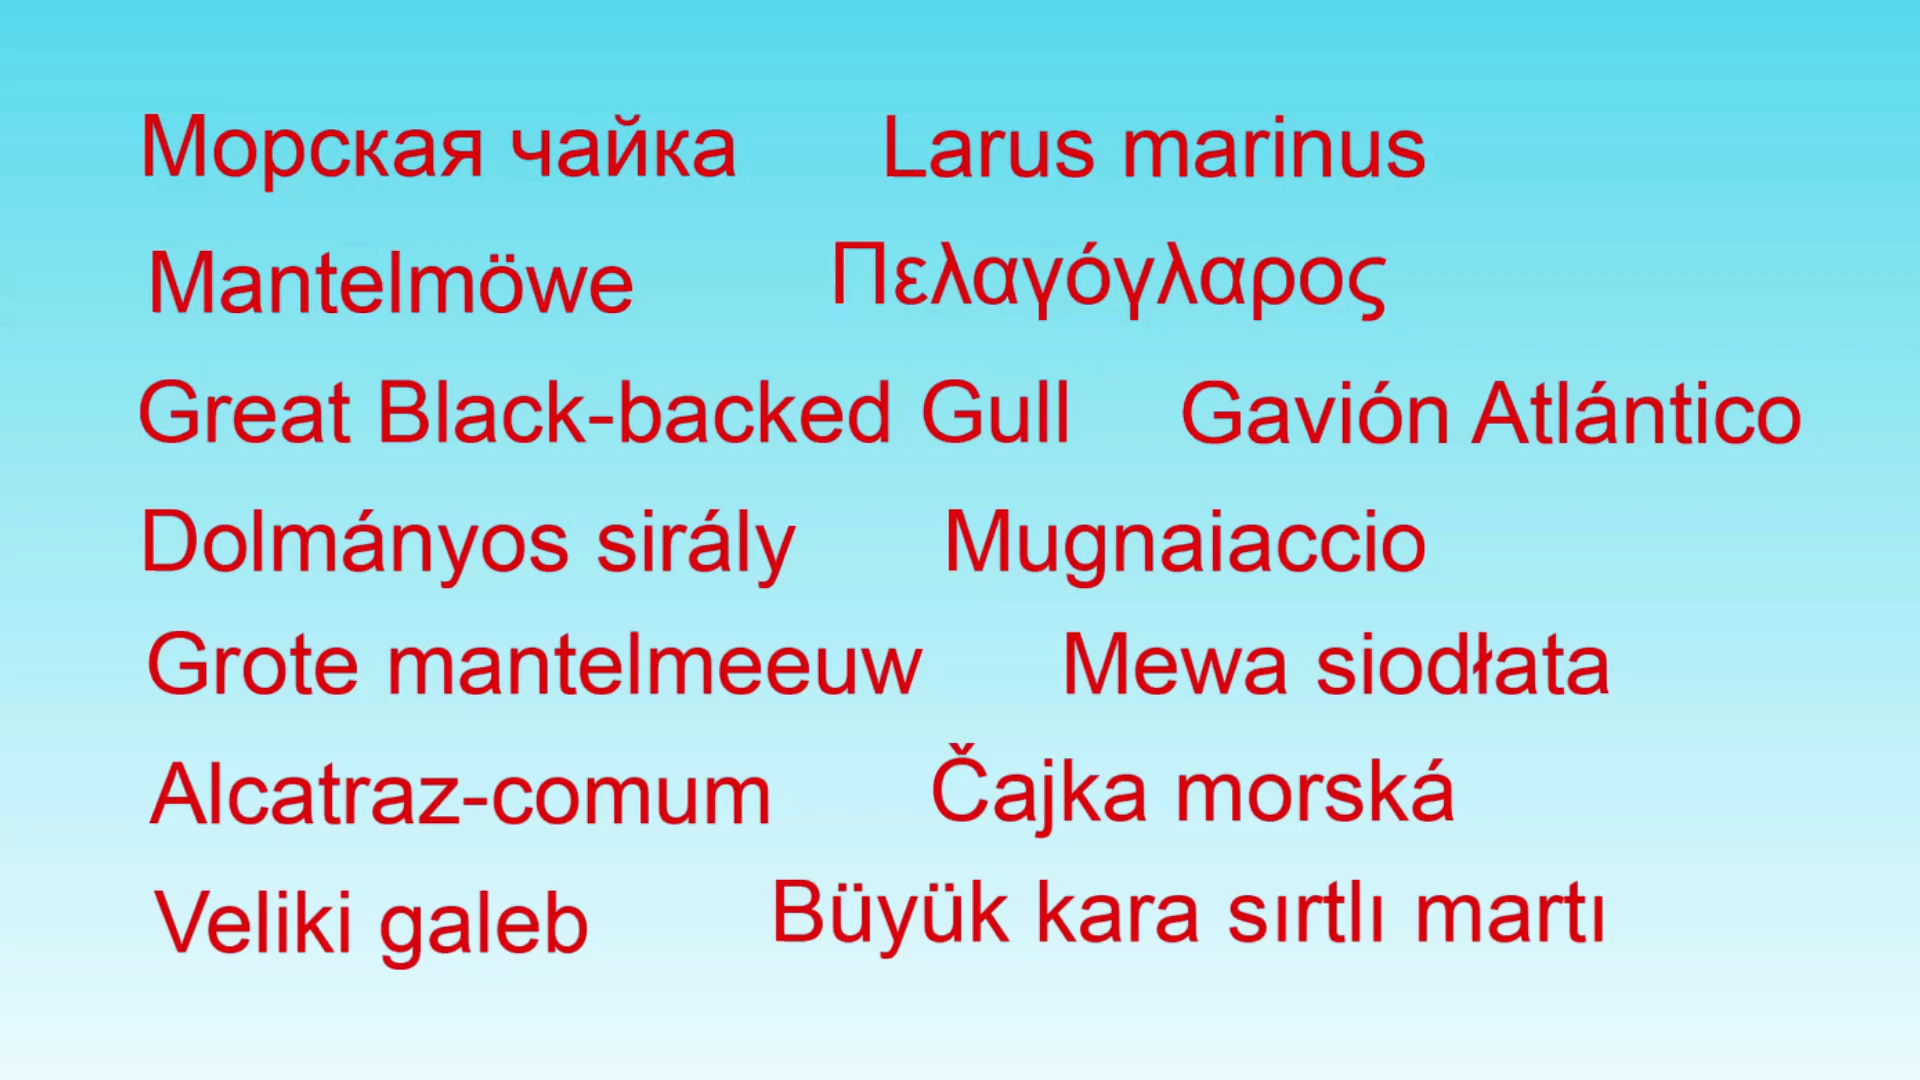 Морская чайка Larus marinus
Mantelmöwe Πελαγόγλαρος
Great Black-backed Gull Gavión Atlántico
Dolmányos sirály Mugnaiaccio
Grote mantelmeeuw Mewa siodłata
Alcatraz-comum Čajka morská
Veliki galeb Büyük kara sırtlı martı